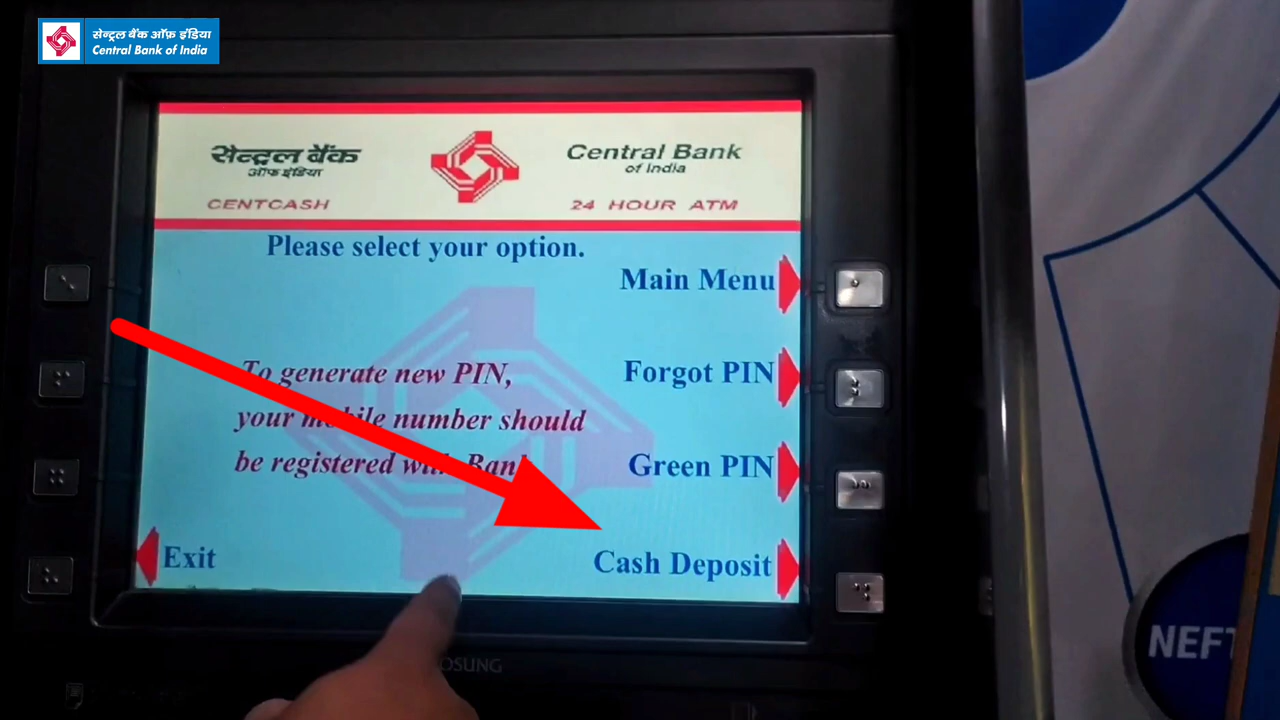 सेन्ट्रल बैंक ऑफ़ इंडिया
Central Bank of India
सेन्ट्रल बैंक
ऑफ इंडिया
Central Bank
of India
CENTCASH
24 HOUR ATM
Please select your option.
Main Menu
To generate new PIN,
your mobile number should
be registered with Bank
Forgot PIN
Green PIN
Exit
Cash Deposit
NEFT